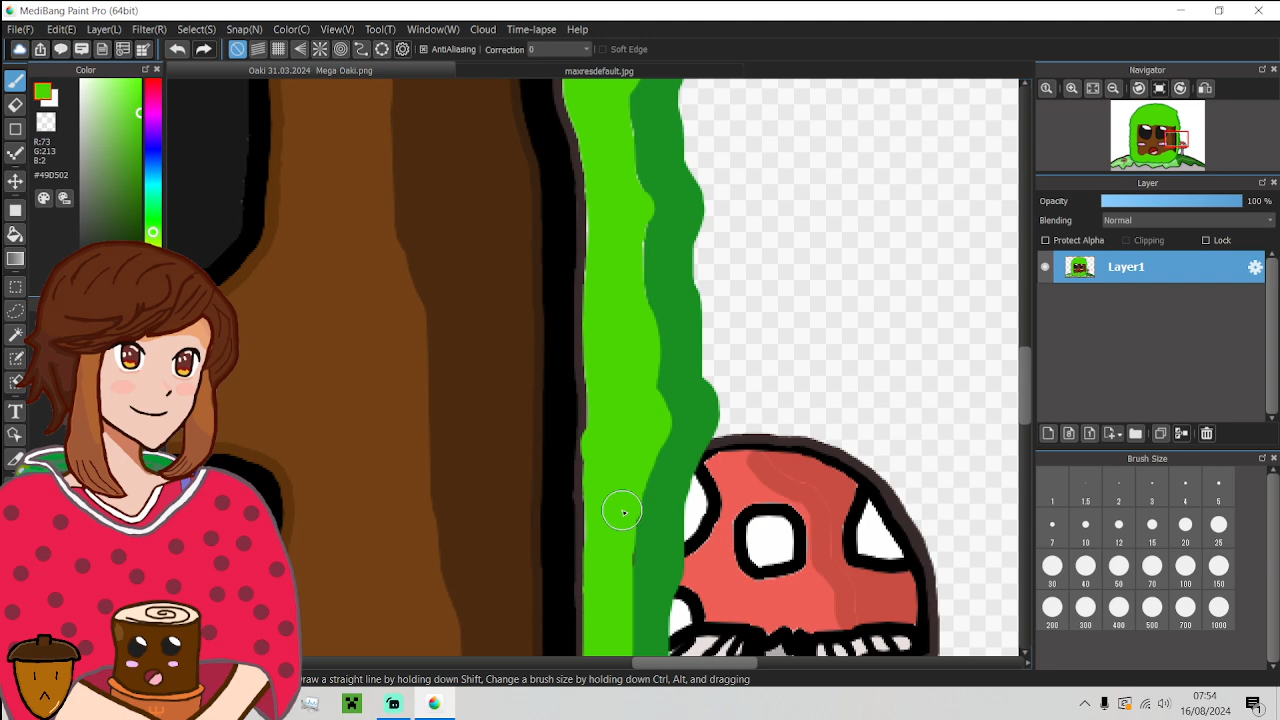 MediBang Paint Pro (64bit)
File(F) Edit(E) Layer(L) Filter(R) Select(S) Snap(N) Color(C) View(V) Tool(T) Window(W) Cloud Time-lapse Help
AntiAliasing Correction 0 Soft Edge
Color
Oaki 31.03.2024 Mega Oaki.png
maxresdefault.jpg
Navigator
R:73
G:213
B:2
#49D502
Layer
Opacity 100 %
Blending Normal
Protect Alpha Clipping Lock
Layer1
T
Brush Size
1 1.5 2 3 4 5
7 10 12 15 20 25
30 40 50 70 100 150
200 300 400 500 700 1000
raw a straight line by holding down Shift, Change a brush size by holding down Ctrl, Alt, and dragging
07:54
16/08/2024
1